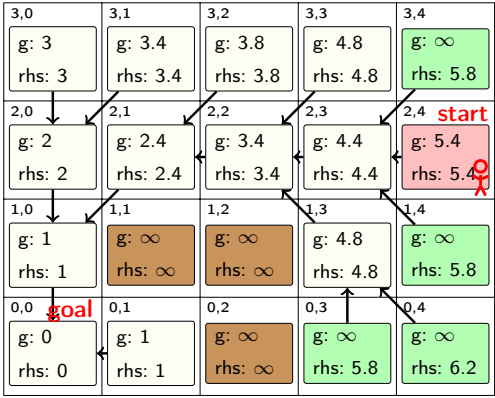 3,0 3,1 3,2 3,3 3,4
g: 3 g: 3.4 g: 3.8 g: 4.8 g: ∞
rhs: 3 rhs: 3.4 rhs: 3.8 rhs: 4.8 rhs: 5.8
2,0 2,1 2,2 2,3 2,4
start
g: 2 g: 2.4 g: 3.4 g: 4.4 g: 5.4
rhs: 2 rhs: 2.4 rhs: 3.4 rhs: 4.4 rhs: 5.4
1,0 1,1 1,2 1,3 1,4
g: 1 g: ∞ g: ∞ g: 4.8 g: ∞
rhs: 1 rhs: ∞ rhs: ∞ rhs: 4.8 rhs: 5.8
0,0 0,1 0,2 0,3 0,4
goal
g: 0 g: 1 g: ∞ g: ∞ g: ∞
rhs: 0 rhs: 1 rhs: ∞ rhs: 5.8 rhs: 6.2